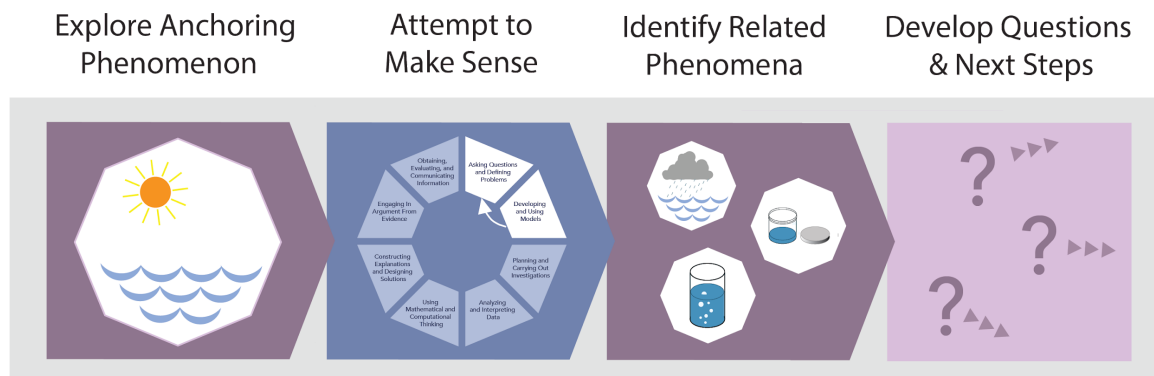 Explore Anchoring
Phenomenon
Attempt to
Make Sense
Identify Related
Phenomena
Develop Questions
& Next Steps
Obtaining,
Evaluating, and
Communicating
Information
Asking Questions
and Defining
Problems
Engaging In
Argument From
Evidence
Developing
and Using
Models
Constructing
Explanations
and Designing
Solutions
Planning and
Carrying Out
Investigations
Using
Mathematical and
Computational
Thinking
Analyzing
and Interpreting
Data
?
?
?